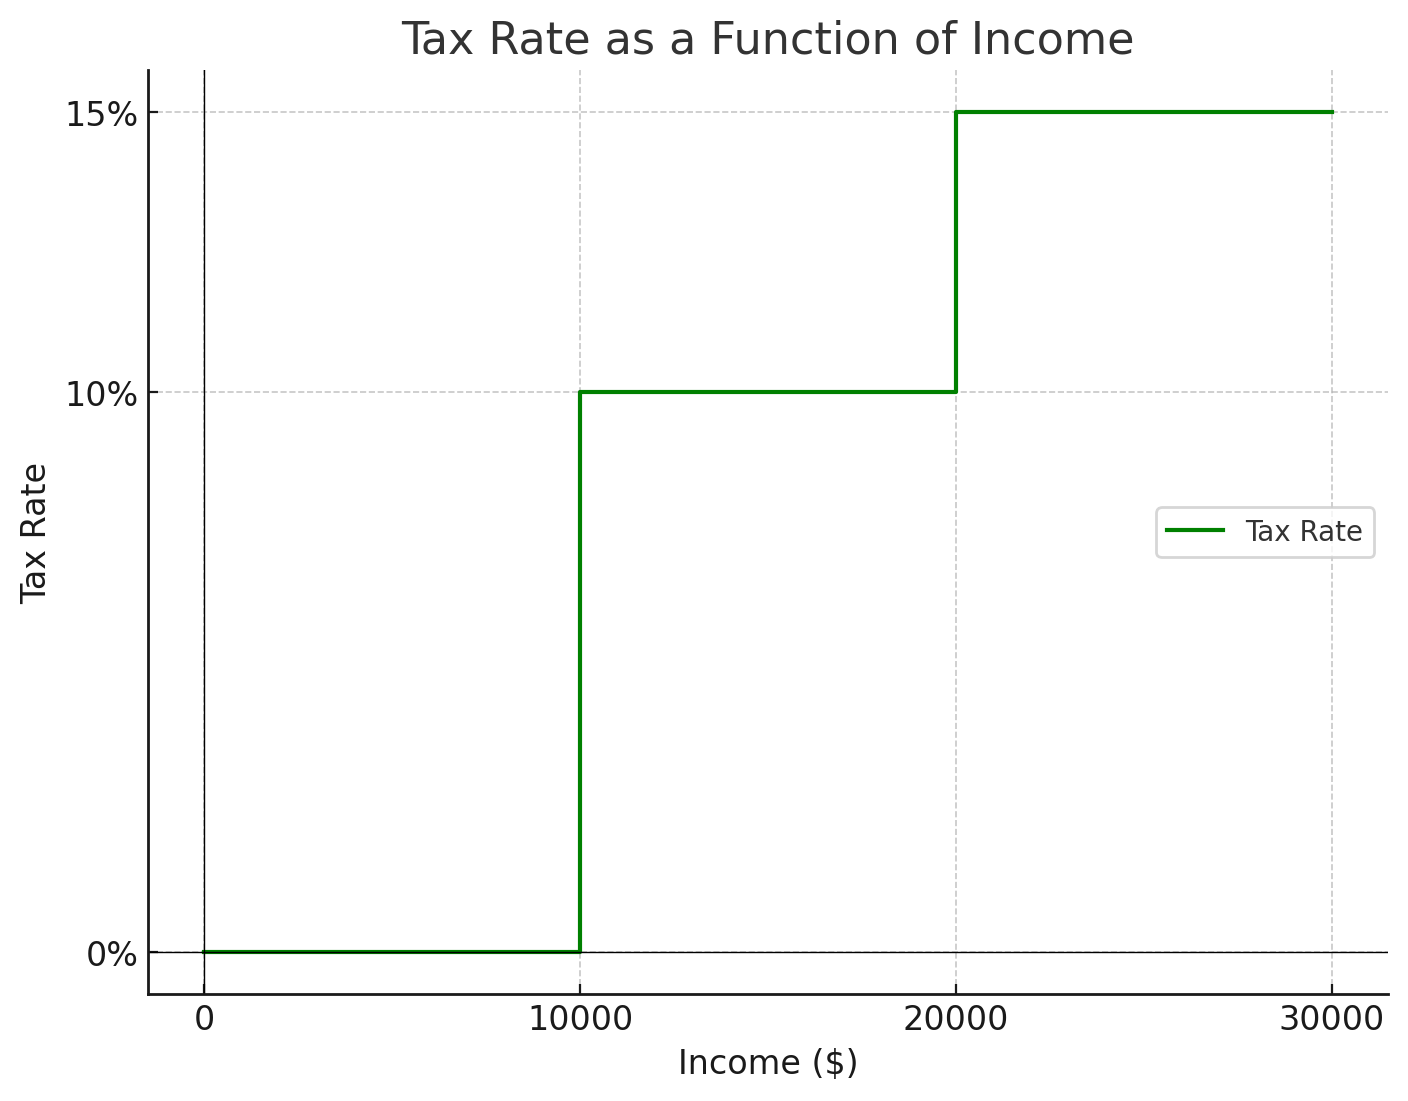 Tax Rate as a Function of Income
15%
10%
0%
Tax Rate
Tax Rate
0 10000 20000 30000
Income ($)